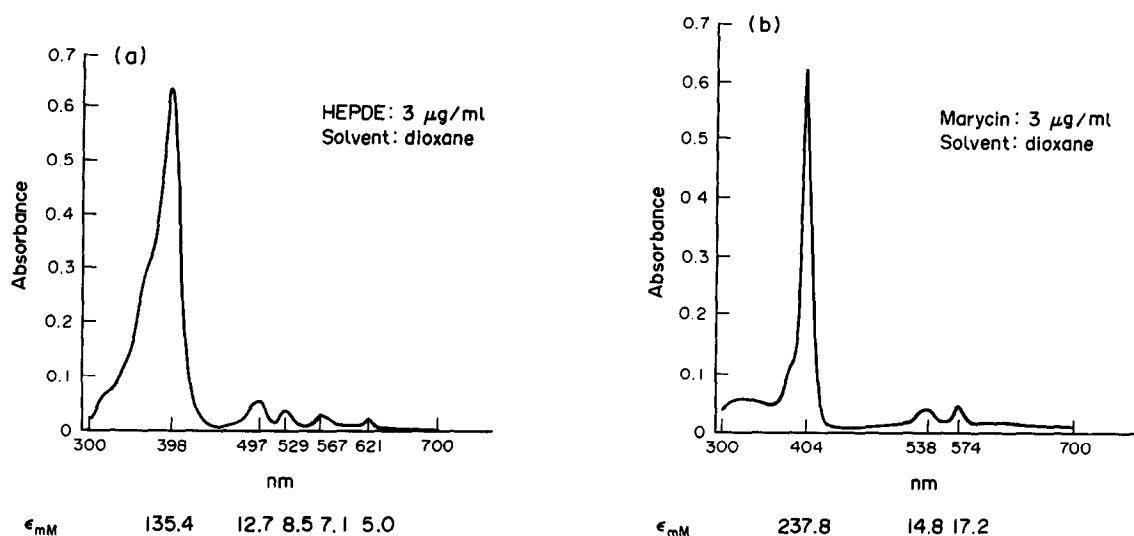 (a)
0.7
0.6
0.5
0.4
0.3
0.2
0.1
0
Absorbance
HEPDE: 3 μg/ml
Solvent: dioxane
300 398 497 529 567 621 700
nm
εmM 135.4 12.7 8.5 7.1 5.0
(b)
0.7
0.6
0.5
0.4
0.3
0.2
0.1
0
Absorbance
Marycin: 3 μg/ml
Solvent: dioxane
300 404 538 574 700
nm
εmM 237.8 14.8 17.2